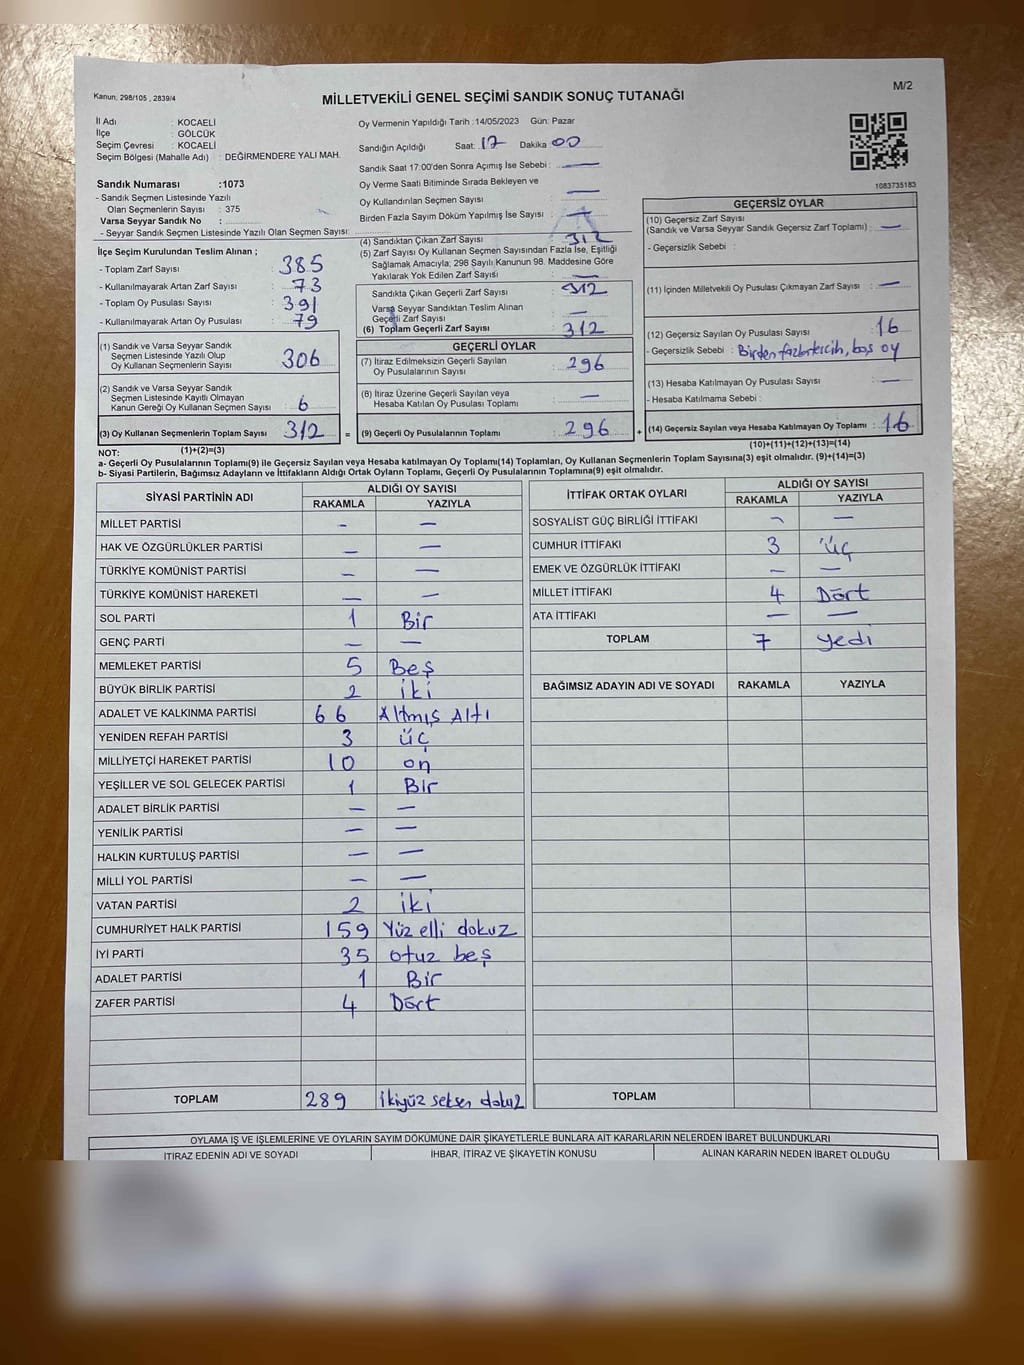 Kanun, 298/105 , 2839/4
M/2
MİLLETVEKİLİ GENEL SEÇİMİ SANDIK SONUÇ TUTANAĞI
İl Adı : KOCAELİ
İlçe : GÖLCÜK
Seçim Çevresi : KOCAELİ
Seçim Bölgesi (Mahalle Adı) : DEĞİRMENDERE YALI MAH.
Sandık Numarası :1073
- Sandık Seçmen Listesinde Yazılı
Olan Seçmenlerin Sayısı : 375
Varsa Seyyar Sandık No :
- Seyyar Sandık Seçmen Listesinde Yazılı Olan Seçmen Sayısı:
Oy Vermenin Yapıldığı Tarih :14/05/2023 Gün: Pazar
Sandığın Açıldığı Saat: 17 Dakika 00
Sandık Saat 17:00'den Sonra Açımış İse Sebebi : —
Oy Verme Saati Bitiminde Sırada Bekleyen ve
Oy Kullandırılan Seçmen Sayısı : —
Birden Fazla Sayım Döküm Yapılmış İse Sayısı : —
1083735183
İlçe Seçim Kurulundan Teslim Alınan ;
- Toplam Zarf Sayısı : 385
- Kullanılmayarak Artan Zarf Sayısı : 73
- Toplam Oy Pusulası Sayısı : 391
- Kullanılmayarak Artan Oy Pusulası : 79
(1) Sandık ve Varsa Seyyar Sandık
Seçmen Listesinde Yazılı Olup
Oy Kullanan Seçmenlerin Sayısı : 306
(2) Sandık ve Varsa Seyyar Sandık
Seçmen Listesinde Kayıtlı Olmayan
Kanun Gereği Oy Kullanan Seçmen Sayısı : 6
(3) Oy Kullanan Seçmenlerin Toplam Sayısı : 312
(1)+(2)=(3)
(4) Sandıktan Çıkan Zarf Sayısı : 312
(5) Zarf Sayısı Oy Kullanan Seçmen Sayısından Fazla İse, Eşitliği
Sağlamak Amacıyla, 298 Sayılı Kanunun 98. Maddesine Göre
Yakılarak Yok Edilen Zarf Sayısı : —
Sandıkta Çıkan Geçerli Zarf Sayısı : 312
Varsa Seyyar Sandıktan Teslim Alınan
Geçerli Zarf Sayısı : —
(6) Toplam Geçerli Zarf Sayısı : 312
GEÇERLİ OYLAR
(7) İtiraz Edilmeksizin Geçerli Sayılan
Oy Pusulalarının Sayısı : 296
(8) İtiraz Üzerine Geçerli Sayılan veya
Hesaba Katılan Oy Pusulası Toplamı : —
= (9) Geçerli Oy Pusulalarının Toplamı : 296 +
GEÇERSİZ OYLAR
(10) Geçersiz Zarf Sayısı
(Sandık ve Varsa Seyyar Sandık Geçersiz Zarf Toplamı) : —
- Geçersizlik Sebebi :
(11) İçinden Milletvekili Oy Pusulası Çıkmayan Zarf Sayısı : —
(12) Geçersiz Sayılan Oy Pusulası Sayısı : 16
- Geçersizlik Sebebi : Birden fazla tercih, boş oy
(13) Hesaba Katılmayan Oy Pusulası Sayısı : —
- Hesaba Katılmama Sebebi :
(14) Geçersiz Sayılan veya Hesaba Katılmayan Oy Toplamı : 16
(10)+(11)+(12)+(13)=(14)
NOT:
a- Geçerli Oy Pusulalarının Toplamı(9) ile Geçersiz Sayılan veya Hesaba katılmayan Oy Toplamı(14) Toplamları, Oy Kullanan Seçmenlerin Toplam Sayısına(3) eşit olmalıdır. (9)+(14)=(3)
b- Siyasi Partilerin, Bağımsız Adayların ve İttifakların Aldığı Ortak Oyların Toplamı, Geçerli Oy Pusulalarının Toplamına(9) eşit olmalıdır.
SİYASİ PARTİNİN ADI ALDIĞI OY SAYISI
RAKAMLA YAZIYLA
MİLLET PARTİSİ — —
HAK VE ÖZGÜRLÜKLER PARTİSİ — —
TÜRKİYE KOMÜNİST PARTİSİ — —
TÜRKİYE KOMÜNİST HAREKETİ — —
SOL PARTİ 1 Bir
GENÇ PARTİ — —
MEMLEKET PARTİSİ 5 Beş
BÜYÜK BİRLİK PARTİSİ 2 iki
ADALET VE KALKINMA PARTİSİ 66 Altmış Altı
YENİDEN REFAH PARTİSİ 3 üç
MİLLİYETÇİ HAREKET PARTİSİ 10 on
YEŞİLLER VE SOL GELECEK PARTİSİ 1 Bir
ADALET BİRLİK PARTİSİ — —
YENİLİK PARTİSİ — —
HALKIN KURTULUŞ PARTİSİ — —
MİLLİ YOL PARTİSİ — —
VATAN PARTİSİ 2 iki
CUMHURİYET HALK PARTİSİ 159 Yüz elli dokuz
İYİ PARTİ 35 otuz beş
ADALET PARTİSİ 1 Bir
ZAFER PARTİSİ 4 Dört
TOPLAM 289 ikiyüz seksen dokuz
İTTİFAK ORTAK OYLARI ALDIĞI OY SAYISI
RAKAMLA YAZIYLA
SOSYALİST GÜÇ BİRLİĞİ İTTİFAKI — —
CUMHUR İTTİFAKI 3 üç
EMEK VE ÖZGÜRLÜK İTTİFAKI — —
MİLLET İTTİFAKI 4 Dört
ATA İTTİFAKI — —
TOPLAM 7 yedi
BAĞIMSIZ ADAYIN ADI VE SOYADI RAKAMLA YAZIYLA
TOPLAM
OYLAMA İŞ VE İŞLEMLERİNE VE OYLARIN SAYIM DÖKÜMÜNE DAİR ŞİKAYETLERLE BUNLARA AİT KARARLARIN NELERDEN İBARET BULUNDUKLARI
İTİRAZ EDENİN ADI VE SOYADI İHBAR, İTİRAZ VE ŞİKAYETİN KONUSU ALINAN KARARIN NEDEN İBARET OLDUĞU